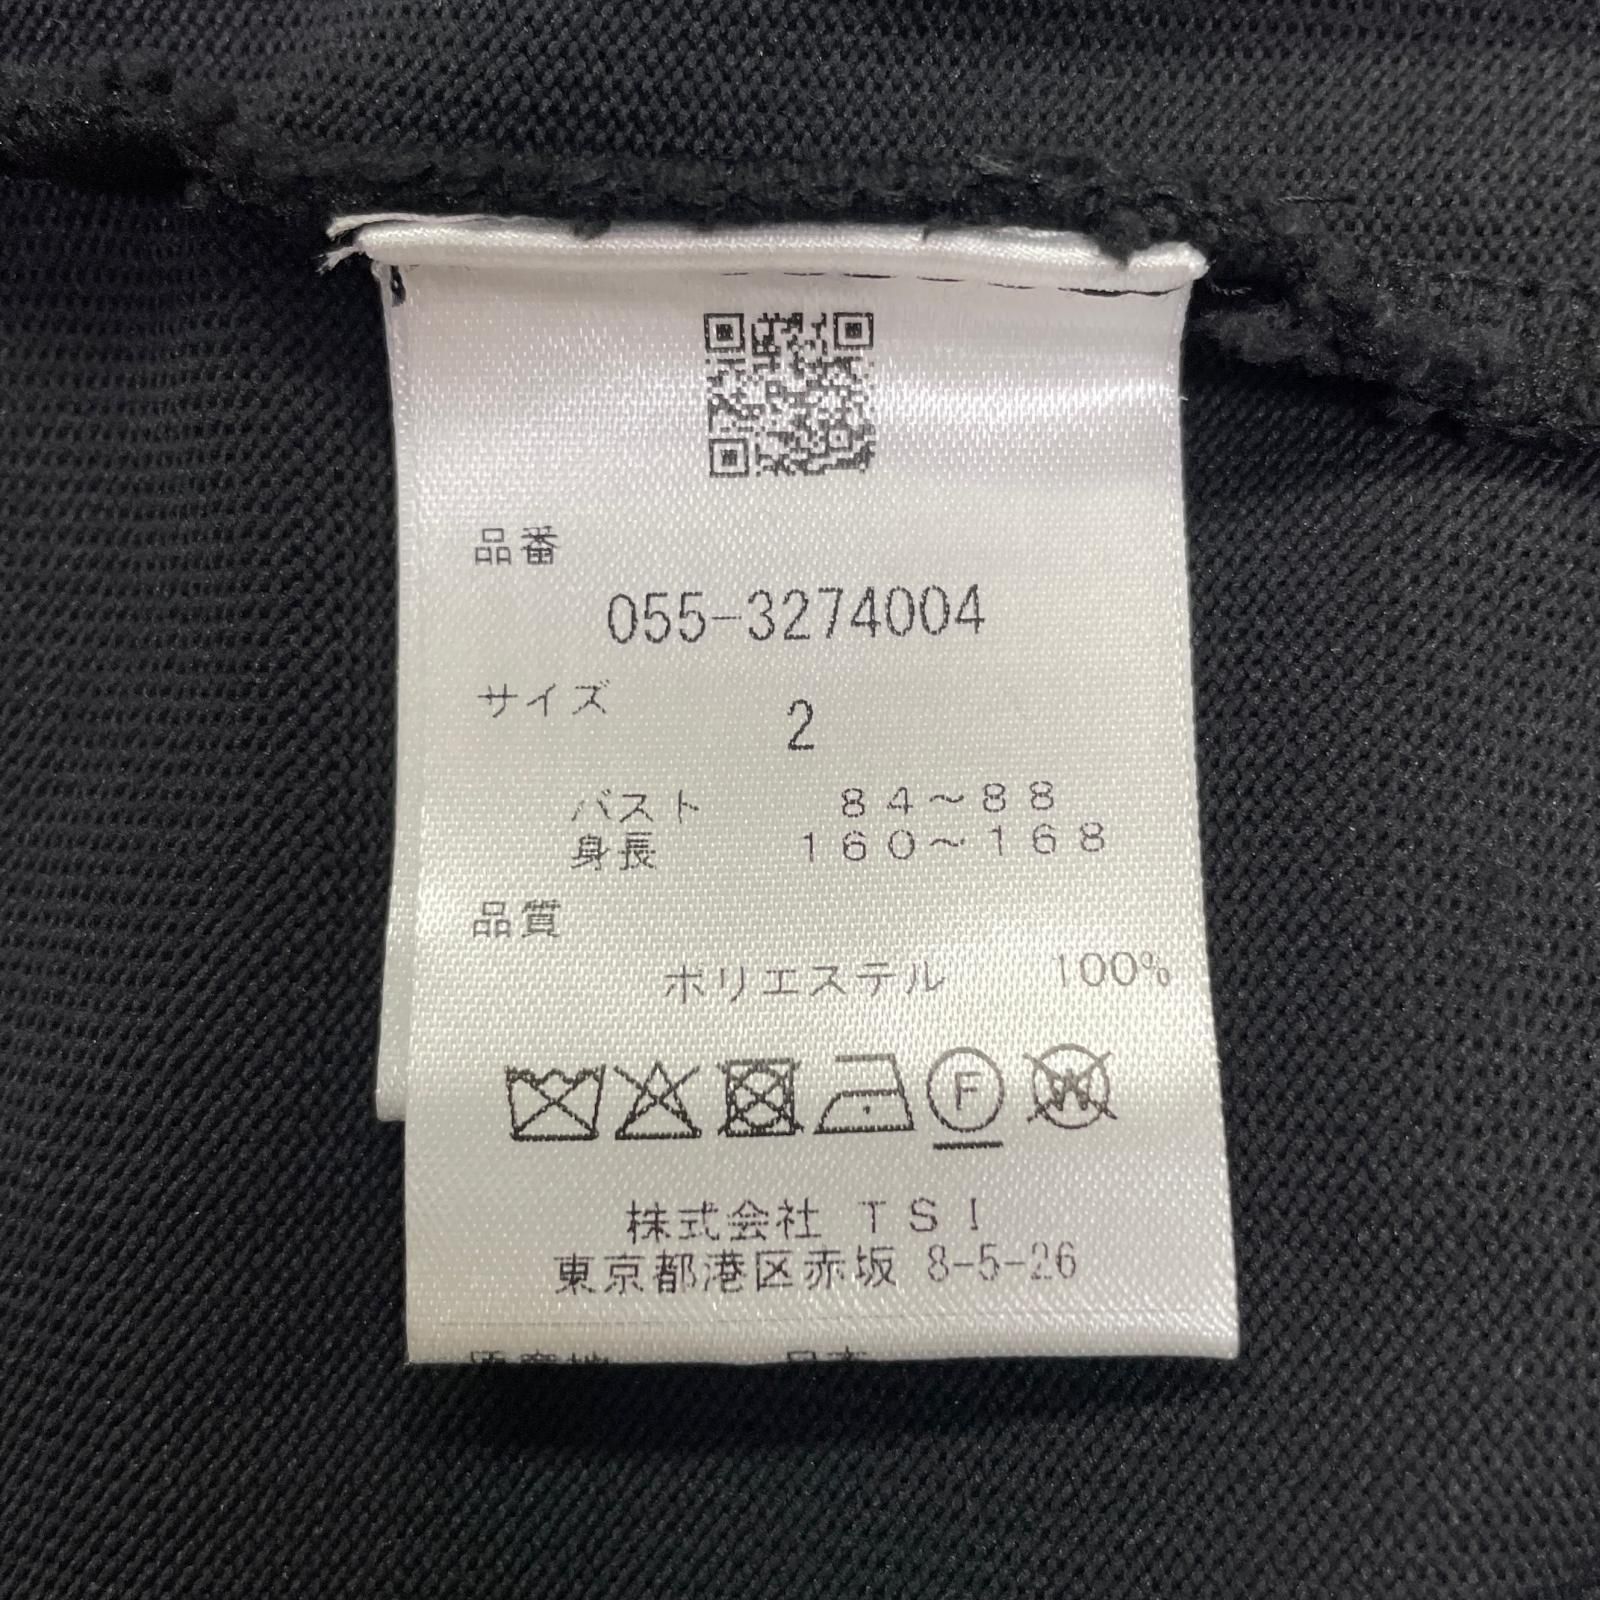 品番
055-3274004
サイズ 2
バスト 84~88
身長 160~168
品質
ポリエステル 100%
F
W
株式会社 TSI
東京都港区赤坂 8-5-26